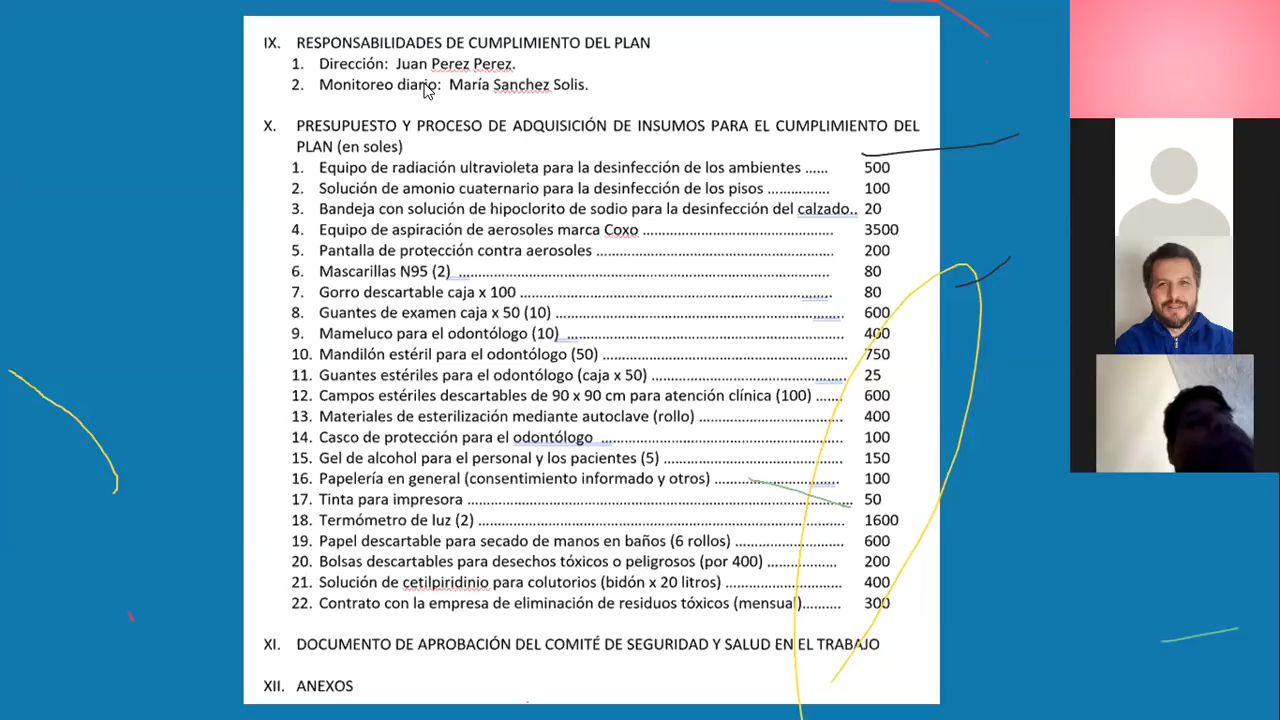 IX. RESPONSABILIDADES DE CUMPLIMIENTO DEL PLAN
1. Dirección: Juan Perez Perez.
2. Monitoreo diario: María Sanchez Solis.
X. PRESUPUESTO Y PROCESO DE ADQUISICIÓN DE INSUMOS PARA EL CUMPLIMIENTO DEL
PLAN (en soles)
1. Equipo de radiación ultravioleta para la desinfección de los ambientes ...... 500
2. Solución de amonio cuaternario para la desinfección de los pisos ................ 100
3. Bandeja con solución de hipoclorito de sodio para la desinfección del calzado.. 20
4. Equipo de aspiración de aerosoles marca Coxo ................................................ 3500
5. Pantalla de protección contra aerosoles ............................................................ 200
6. Mascarillas N95 (2) ............................................................................................ 80
7. Gorro descartable caja x 100 ............................................................................... 80
8. Guantes de examen caja x 50 (10) ........................................................................ 600
9. Mameluco para el odontólogo (10) ...................................................................... 400
10. Mandilón estéril para el odontólogo (50) ............................................................. 750
11. Guantes estériles para el odontólogo (caja x 50) .................................................. 25
12. Campos estériles descartables de 90 x 90 cm para atención clínica (100) ....... 600
13. Materiales de esterilización mediante autoclave (rollo) .................................... 400
14. Casco de protección para el odontólogo ............................................................. 100
15. Gel de alcohol para el personal y los pacientes (5) .............................................. 150
16. Papelería en general (consentimiento informado y otros) ............................... 100
17. Tinta para impresora ................................................................................................ 50
18. Termómetro de luz (2) ............................................................................................. 1600
19. Papel descartable para secado de manos en baños (6 rollos) ........................... 600
20. Bolsas descartables para desechos tóxicos o peligrosos (por 400) ................. 200
21. Solución de cetilpiridinio para colutorios (bidón x 20 litros) ............................. 400
22. Contrato con la empresa de eliminación de residuos tóxicos (mensual).......... 300
XI. DOCUMENTO DE APROBACIÓN DEL COMITÉ DE SEGURIDAD Y SALUD EN EL TRABAJO
XII. ANEXOS